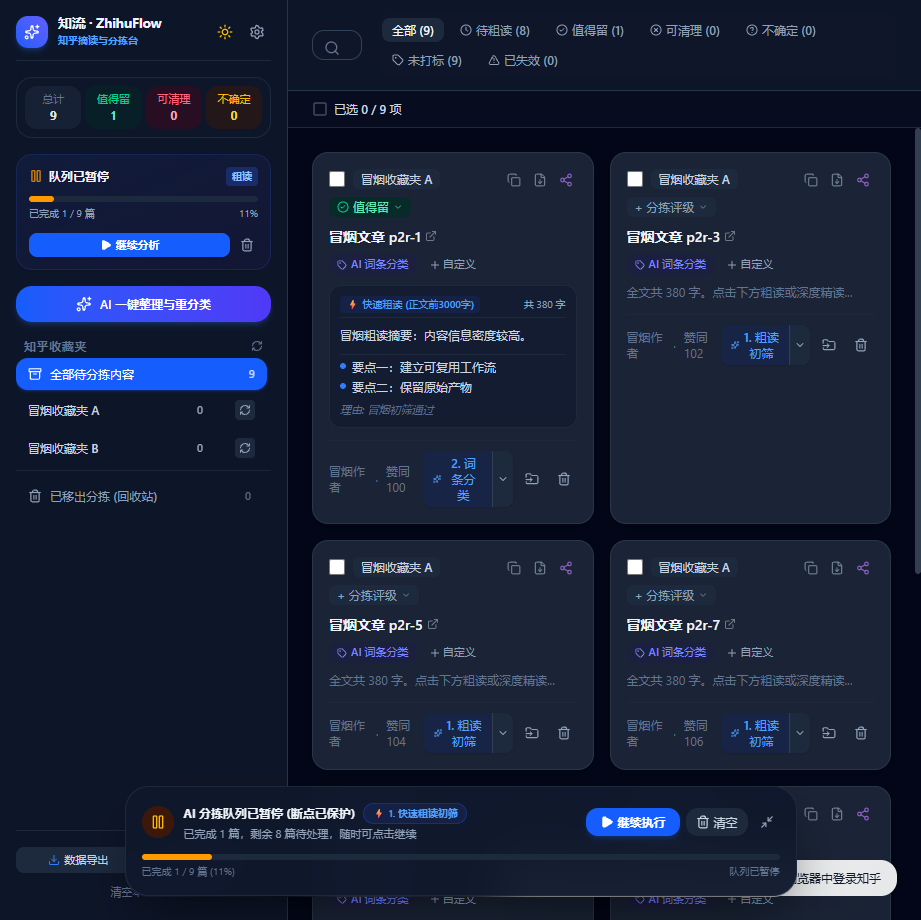 知流 · ZhihuFlow
知乎摘读与分拣台
总计
9
值得留
1
可清理
0
不确定
0
队列已暂停
粗读
已完成 1 / 9 篇
11%
继续分析
AI 一键整理与重分类
知乎收藏夹
全部待分拣内容
9
冒烟收藏夹 A
0
冒烟收藏夹 B
0
已移出分拣 (回收站)
0
数据导出
清空
全部 (9)
待粗读 (8)
值得留 (1)
可清理 (0)
不确定 (0)
未打标 (9)
已失效 (0)
已选 0 / 9 项
冒烟收藏夹 A
值得留
冒烟文章 p2r-1
AI 词条分类
+ 自定义
快速粗读 (正文前3000字)
共 380 字
冒烟粗读摘要：内容信息密度较高。
要点一：建立可复用工作流
要点二：保留原始产物
理由: 冒烟初筛通过
冒烟作
者
·
赞同
100
2. 词
条分
类
冒烟收藏夹 A
+ 分拣评级
冒烟文章 p2r-3
AI 词条分类
+ 自定义
全文共 380 字。点击下方粗读或深度精读...
冒烟作
者
·
赞同
102
1. 粗读
初筛
冒烟收藏夹 A
+ 分拣评级
冒烟文章 p2r-5
AI 词条分类
+ 自定义
全文共 380 字。点击下方粗读或深度精读...
冒烟作
者
·
赞同
104
1. 粗读
初筛
冒烟收藏夹 A
+ 分拣评级
冒烟文章 p2r-7
AI 词条分类
+ 自定义
全文共 380 字。点击下方粗读或深度精读...
冒烟作
者
·
赞同
106
1. 粗读
初筛
AI 分拣队列已暂停 (断点已保护)
1. 快速粗读初筛
已完成 1 篇，剩余 8 篇待处理，随时可点击继续
继续执行
清空
已完成 1 / 9 篇 (11%)
队列已暂停
览器中登录知乎
AI 词条分类
+ 自定义
AI 词条分类
+ 自定义